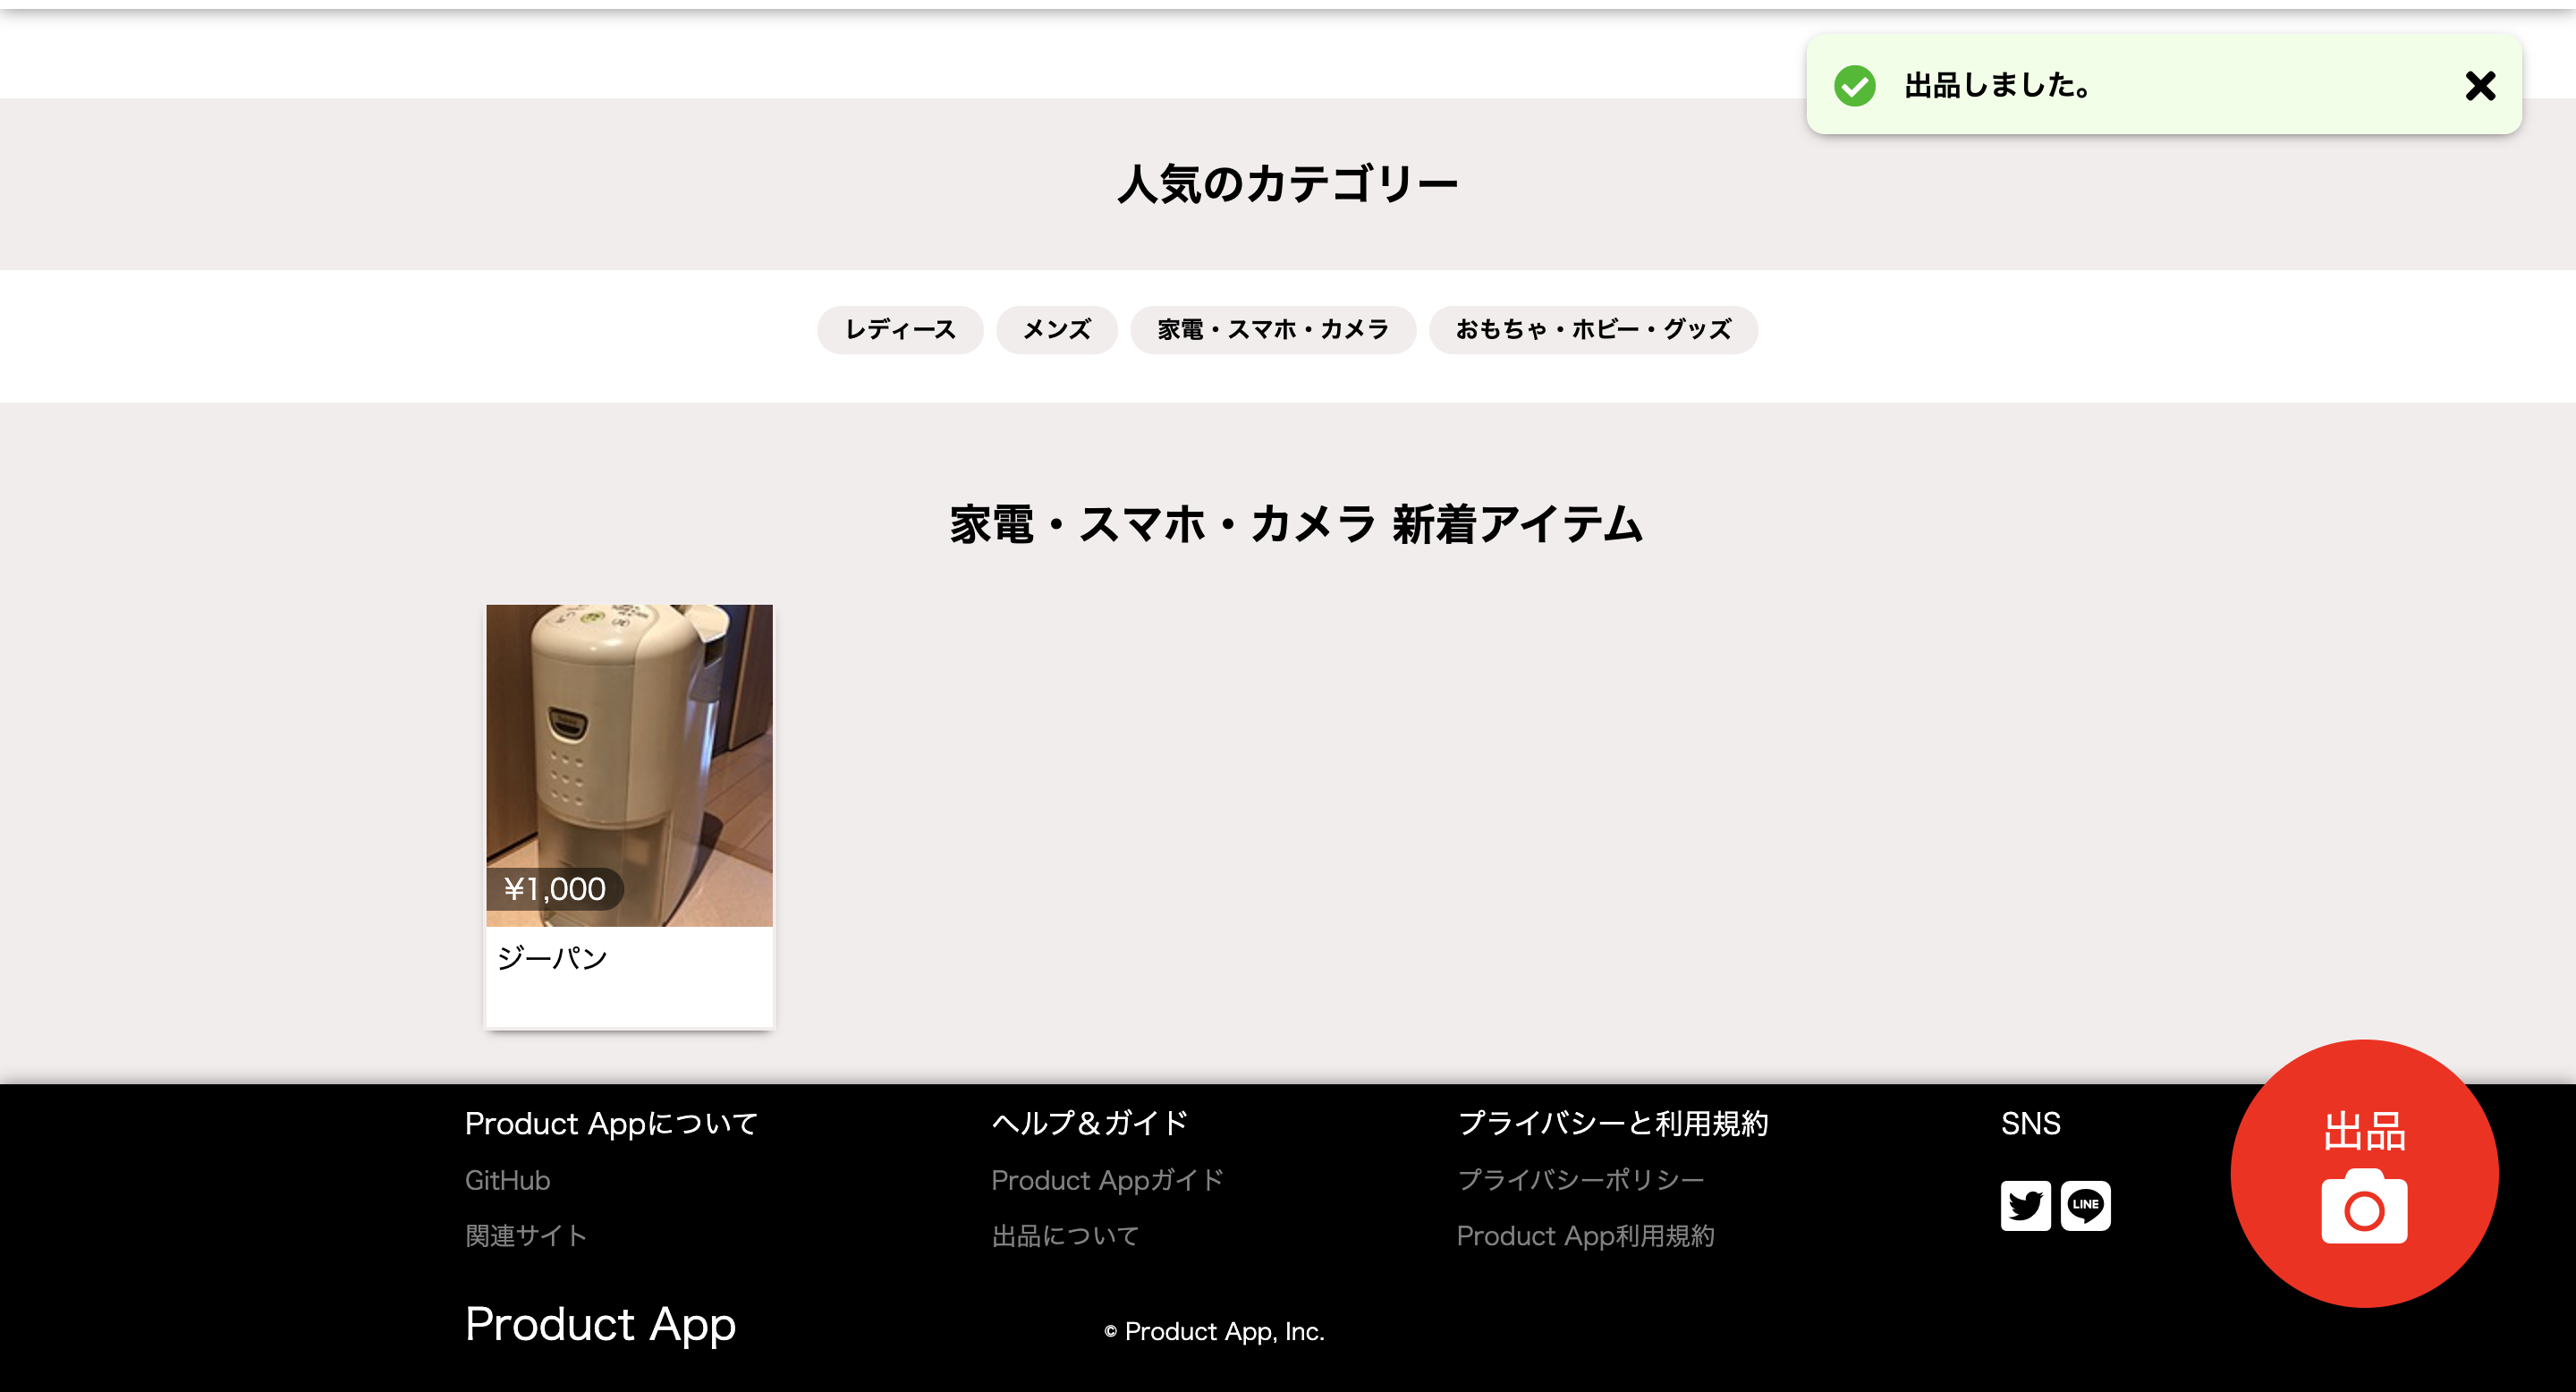 出品しました。
人気のカテゴリー
レディース
メンズ
家電・スマホ・カメラ
おもちゃ・ホビー・グッズ
家電・スマホ・カメラ 新着アイテム
¥1,000
ジーパン
Product Appについて
GitHub
関連サイト
ヘルプ＆ガイド
Product Appガイド
出品について
プライバシーと利用規約
プライバシーポリシー
Product App利用規約
SNS
LINE
出品
Product App
© Product App, Inc.